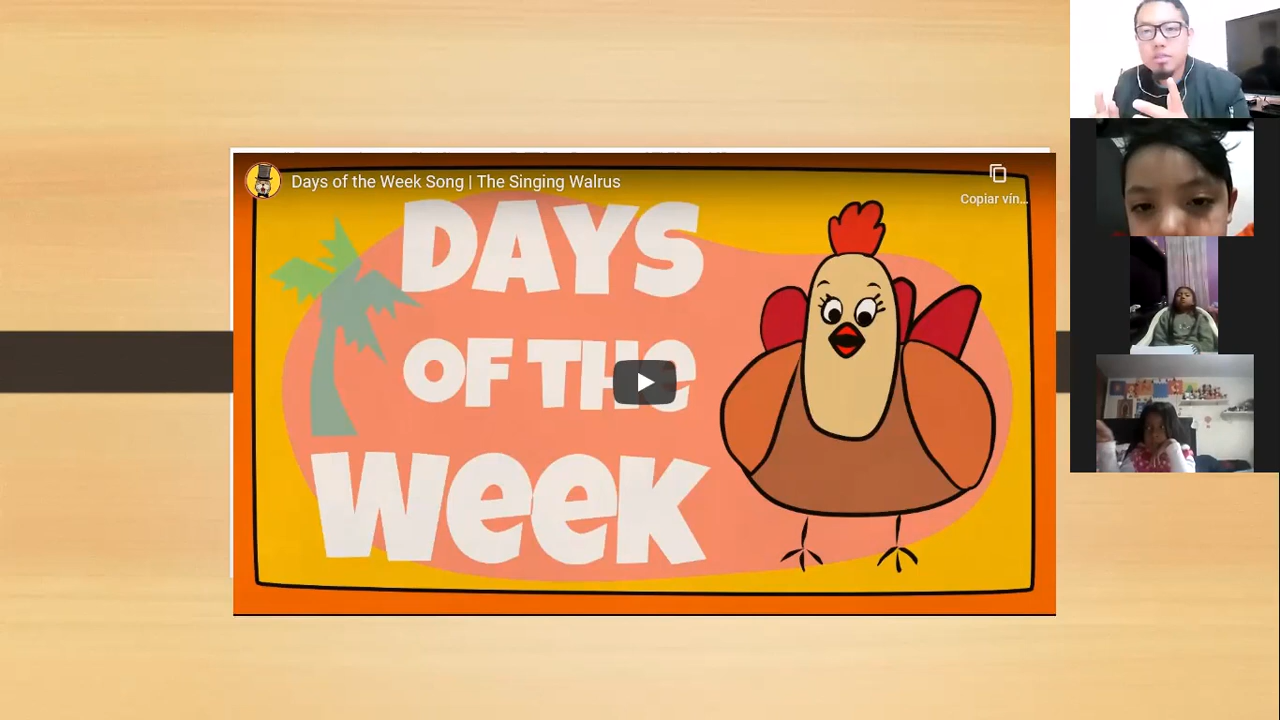 Days of the Week Song | The Singing Walrus
Copiar vín...
DAYS
OF THe
WeeK